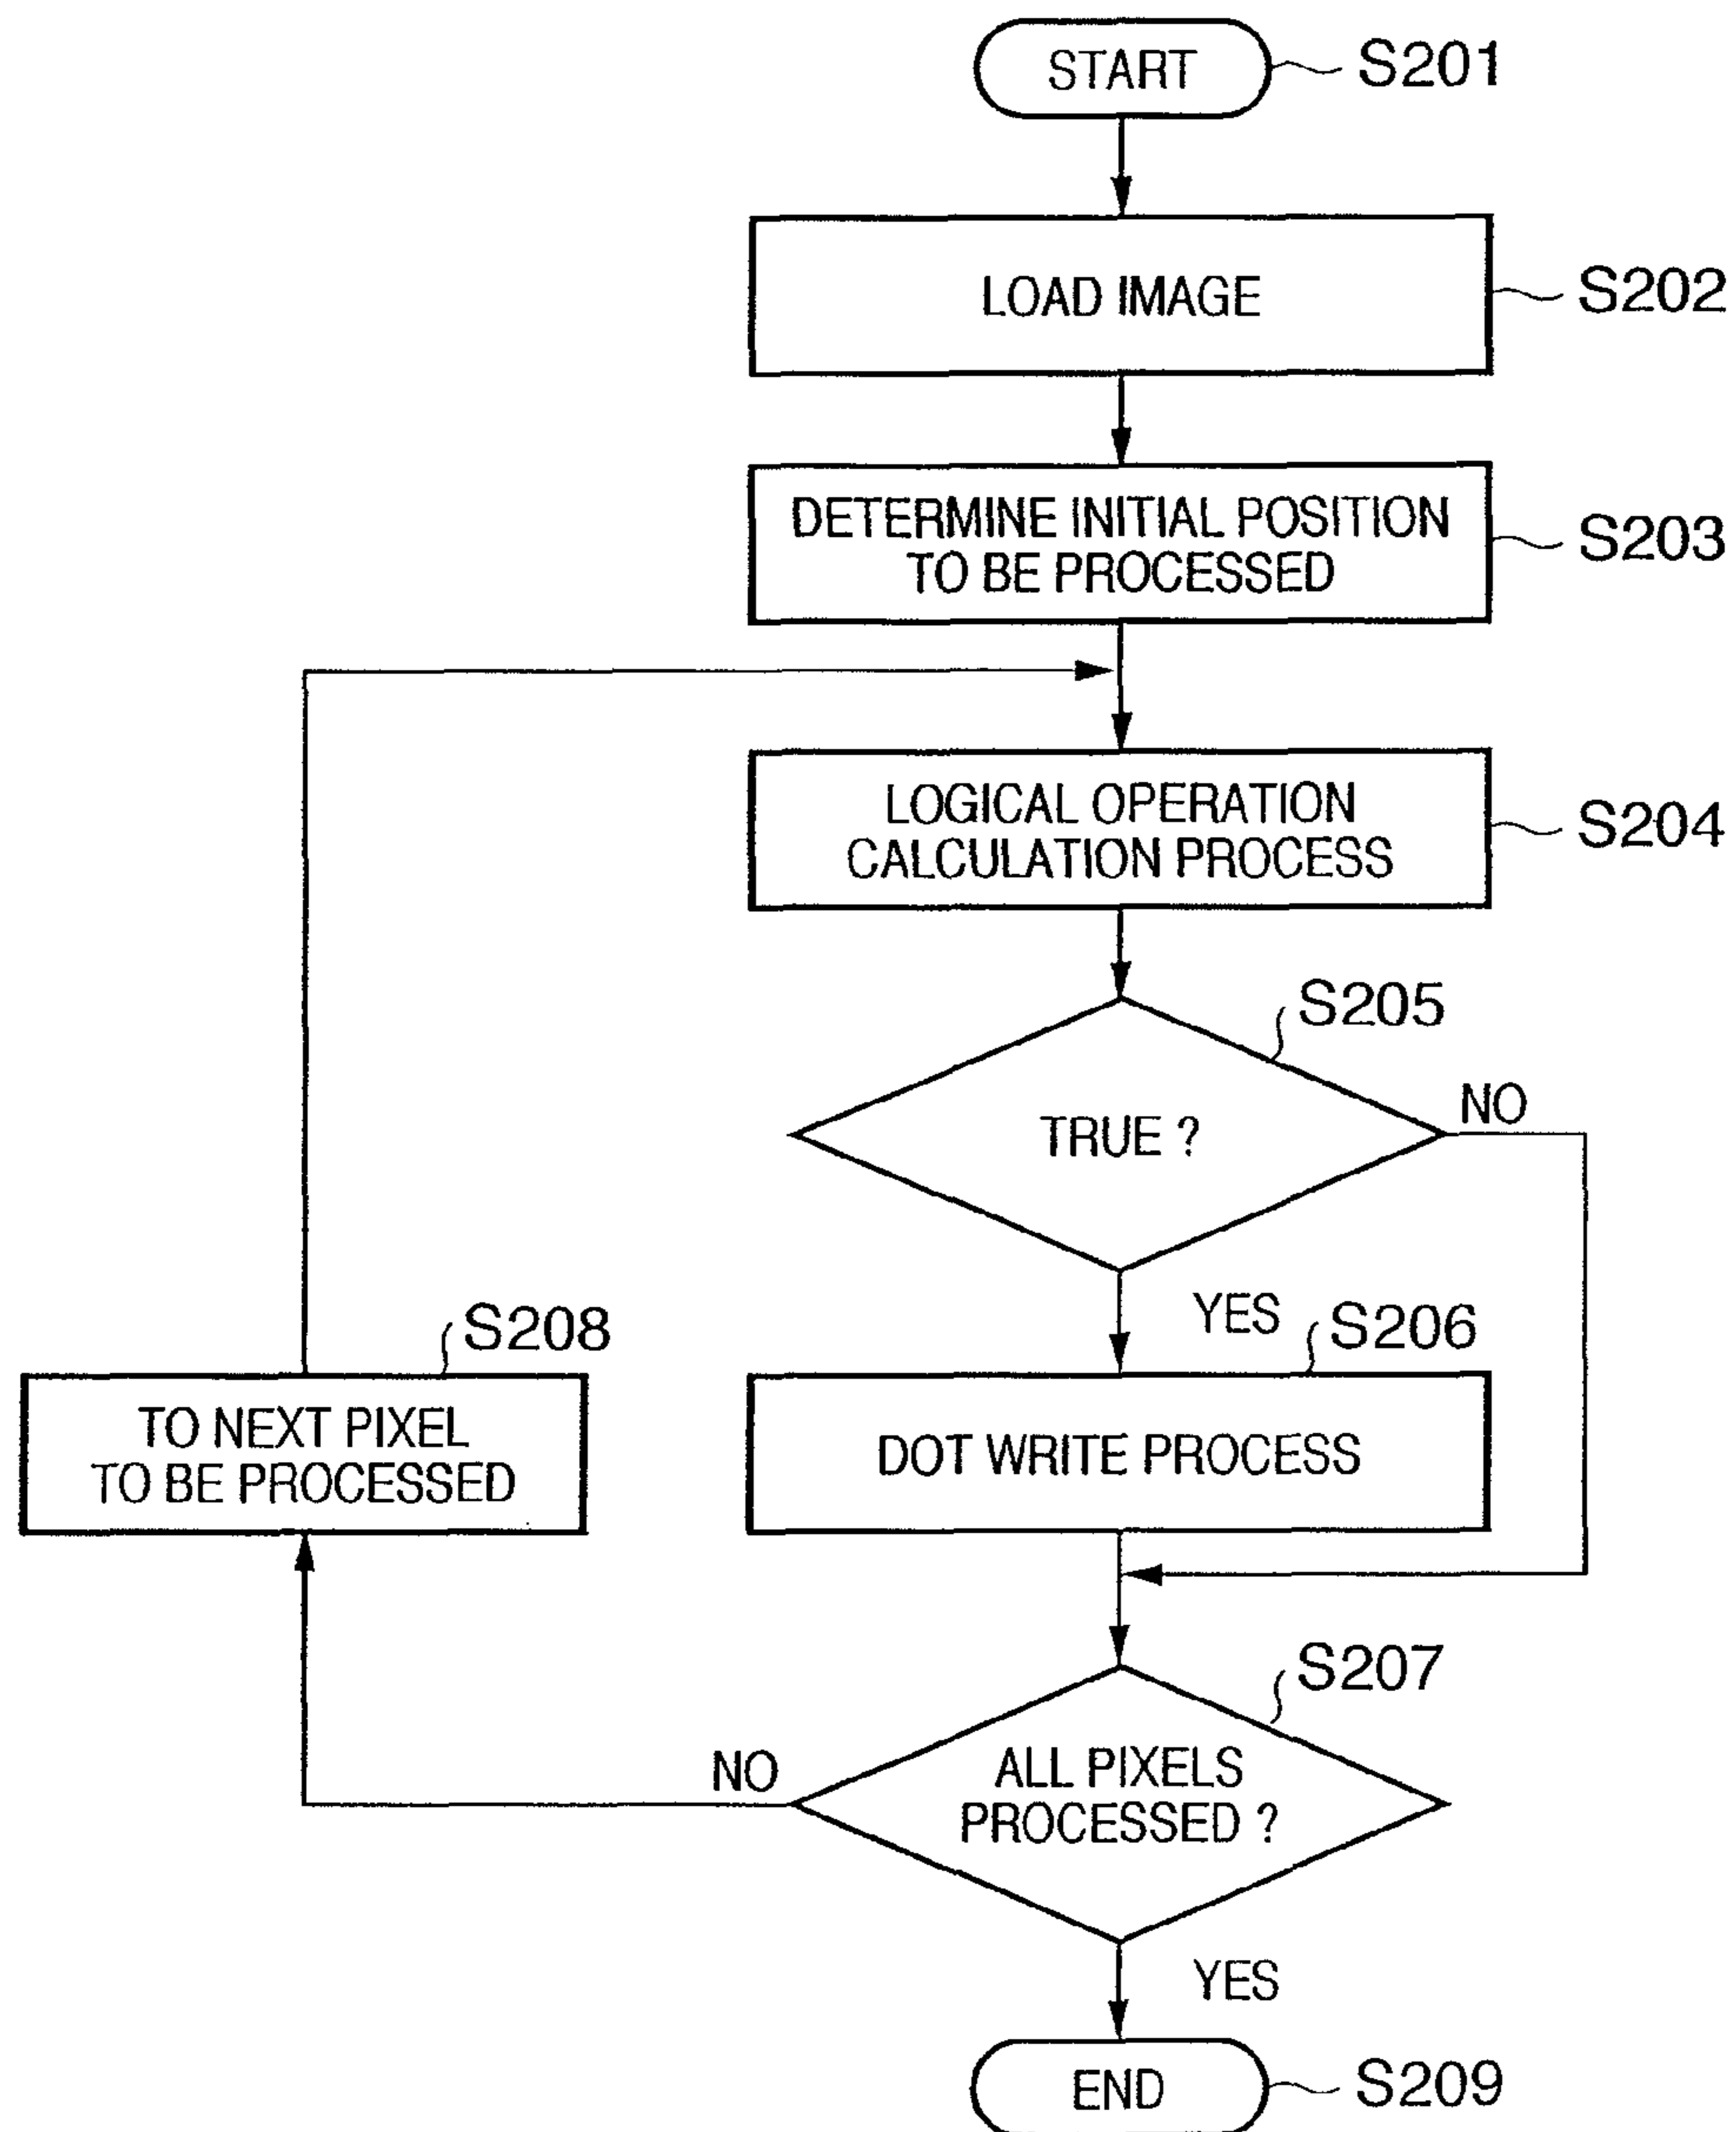 START
S201
LOAD IMAGE
S202
DETERMINE INITIAL POSITION
TO BE PROCESSED
S203
LOGICAL OPERATION
CALCULATION PROCESS
S204
S205
TRUE ?
NO
YES
S206
DOT WRITE PROCESS
S208
TO NEXT PIXEL
TO BE PROCESSED
S207
ALL PIXELS
PROCESSED ?
NO
YES
END
S209